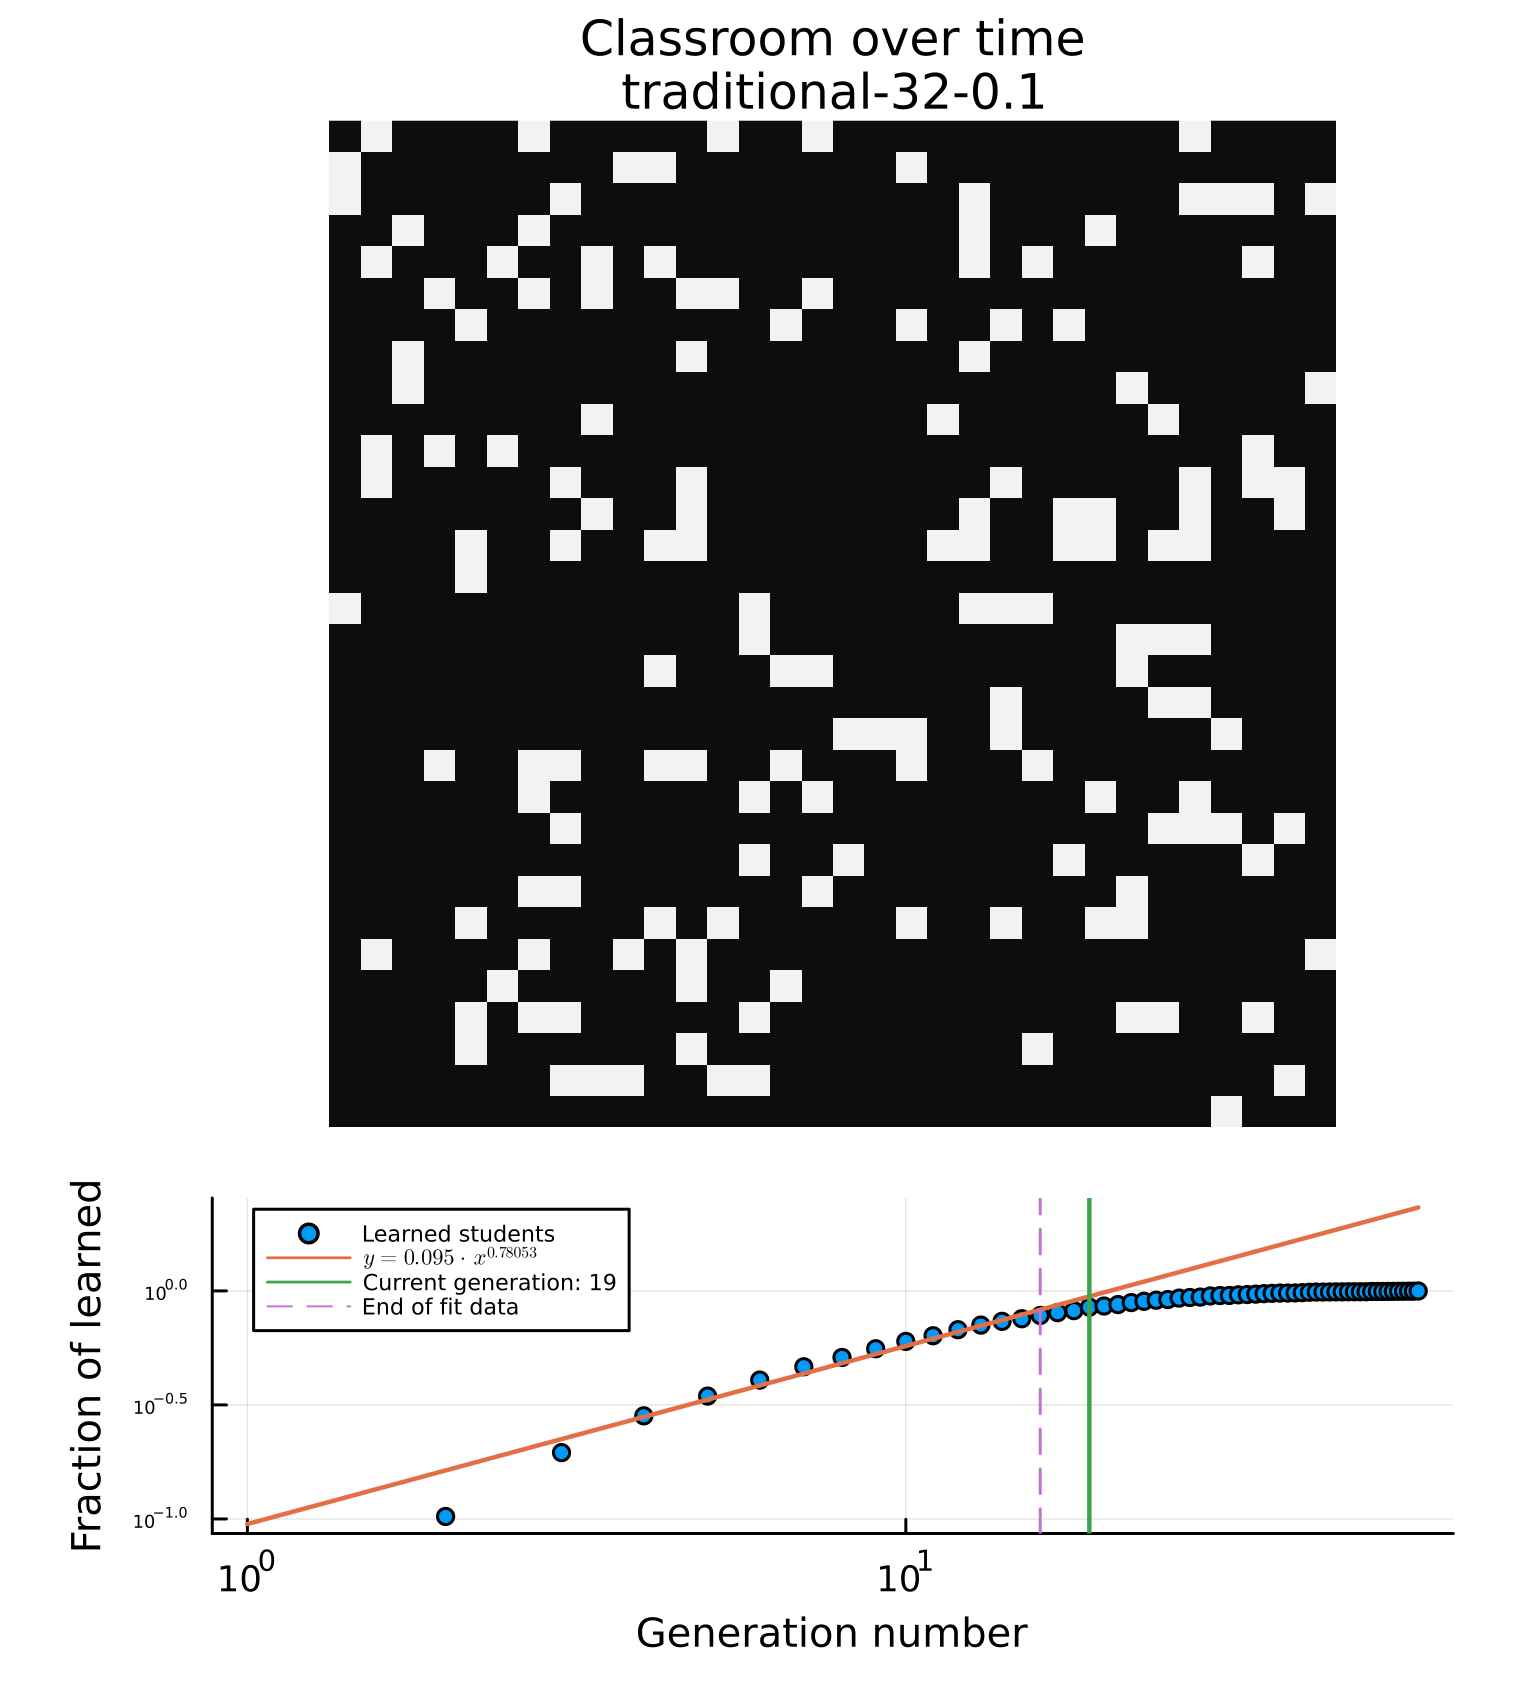 Classroom over time
traditional-32-0.1
Fraction of learned
Learned students
y = 0.095 · x^0.78053
Current generation: 19
End of fit data
10^0.0
10^−0.5
10^−1.0
10^0
10^1
Generation number